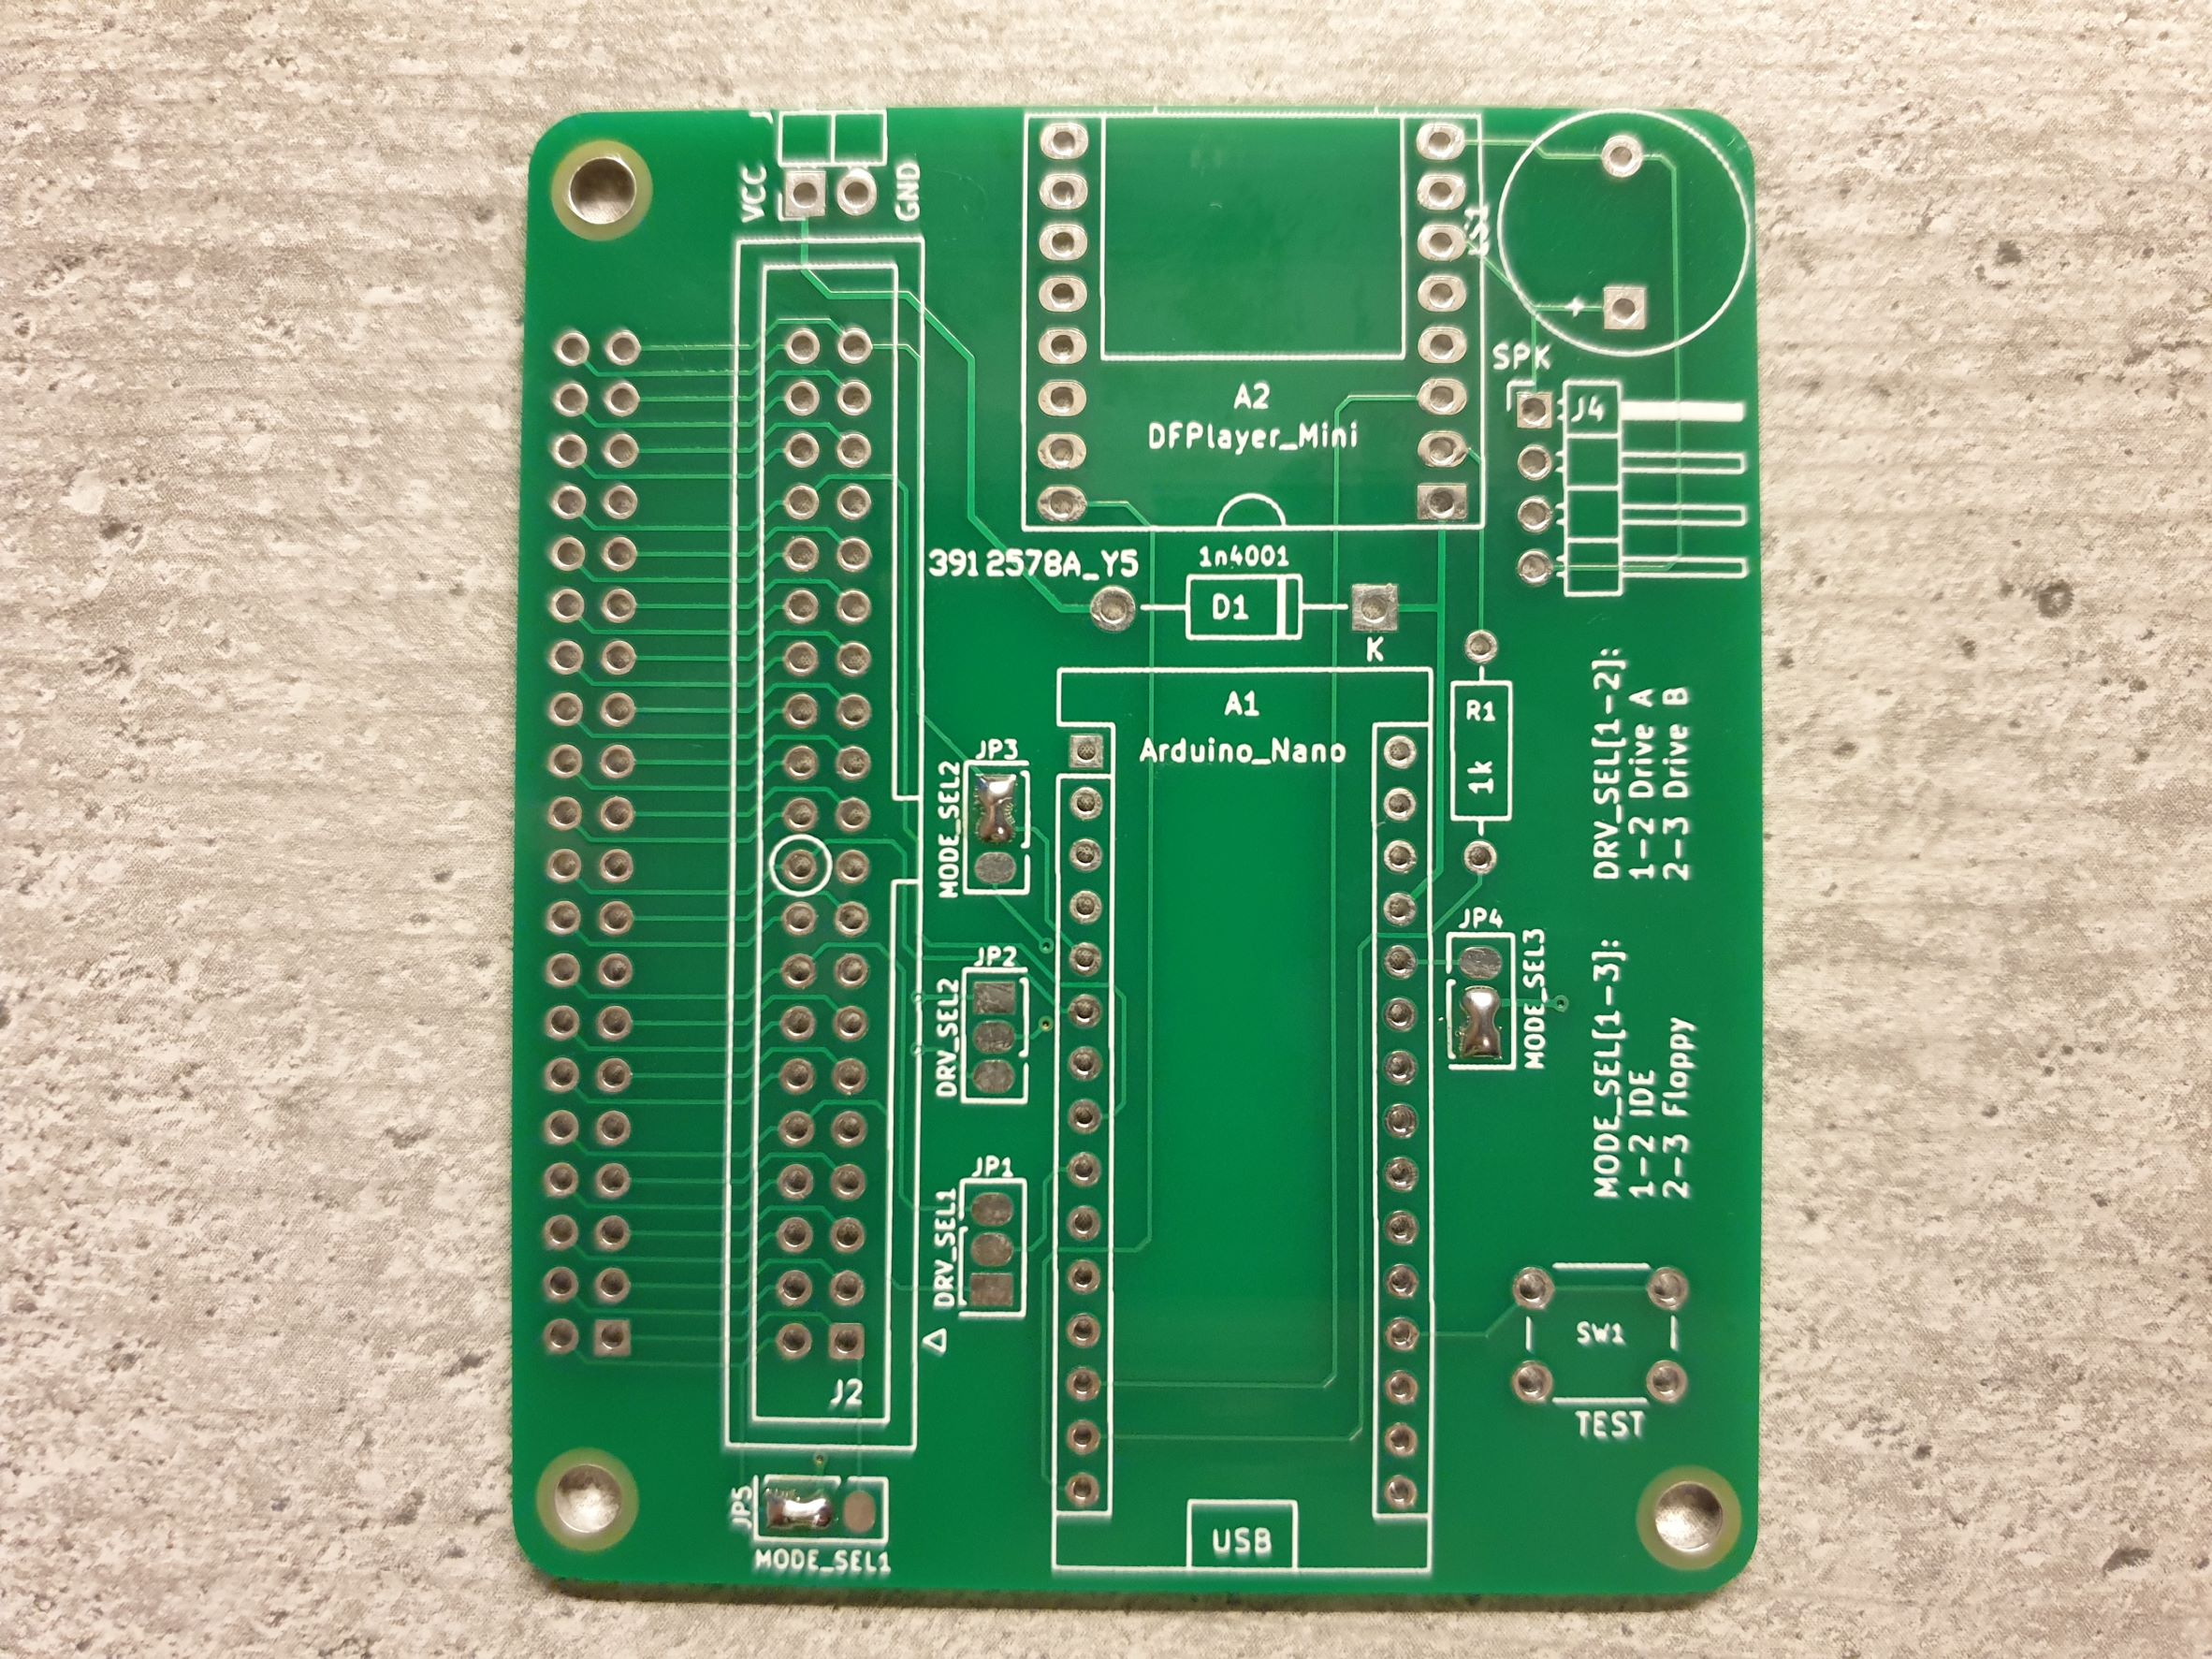 J
VCC
GND
LS1
SPK
J4
A2
DFPlayer_Mini
3912578A_Y5
1n4001
D1
K
A1
Arduino_Nano
R1
1k
JP3
MODE_SEL2
JP2
DRV_SEL2
JP1
DRV_SEL1
JP4
MODE_SEL3
DRV_SEL[1-2]:
1-2 Drive A
2-3 Drive B
MODE_SEL[1-3]:
1-2 IDE
2-3 Floppy
SW1
TEST
J2
JP5
MODE_SEL1
USB